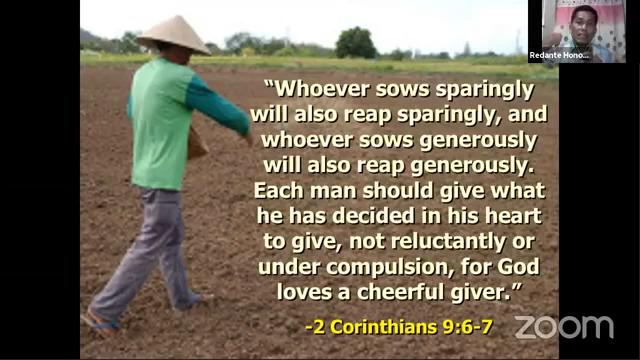 Redante Hono...
“Whoever sows sparingly
will also reap sparingly, and
whoever sows generously
will also reap generously.
Each man should give what
he has decided in his heart
to give, not reluctantly or
under compulsion, for God
loves a cheerful giver.”
-2 Corinthians 9:6-7
zoom